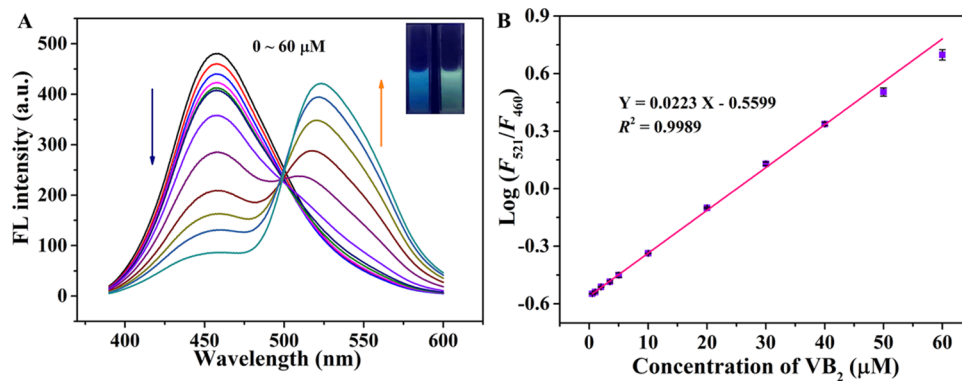 A
0 ~ 60 μM
FL intensity (a.u.)
500
400
300
200
100
0
400
450
500
550
600
Wavelength (nm)
B
Y = 0.0223 X - 0.5599
R² = 0.9989
Log (F₅₂₁/F₄₆₀)
0.9
0.6
0.3
0.0
-0.3
-0.6
0
10
20
30
40
50
60
Concentration of VB₂ (μM)